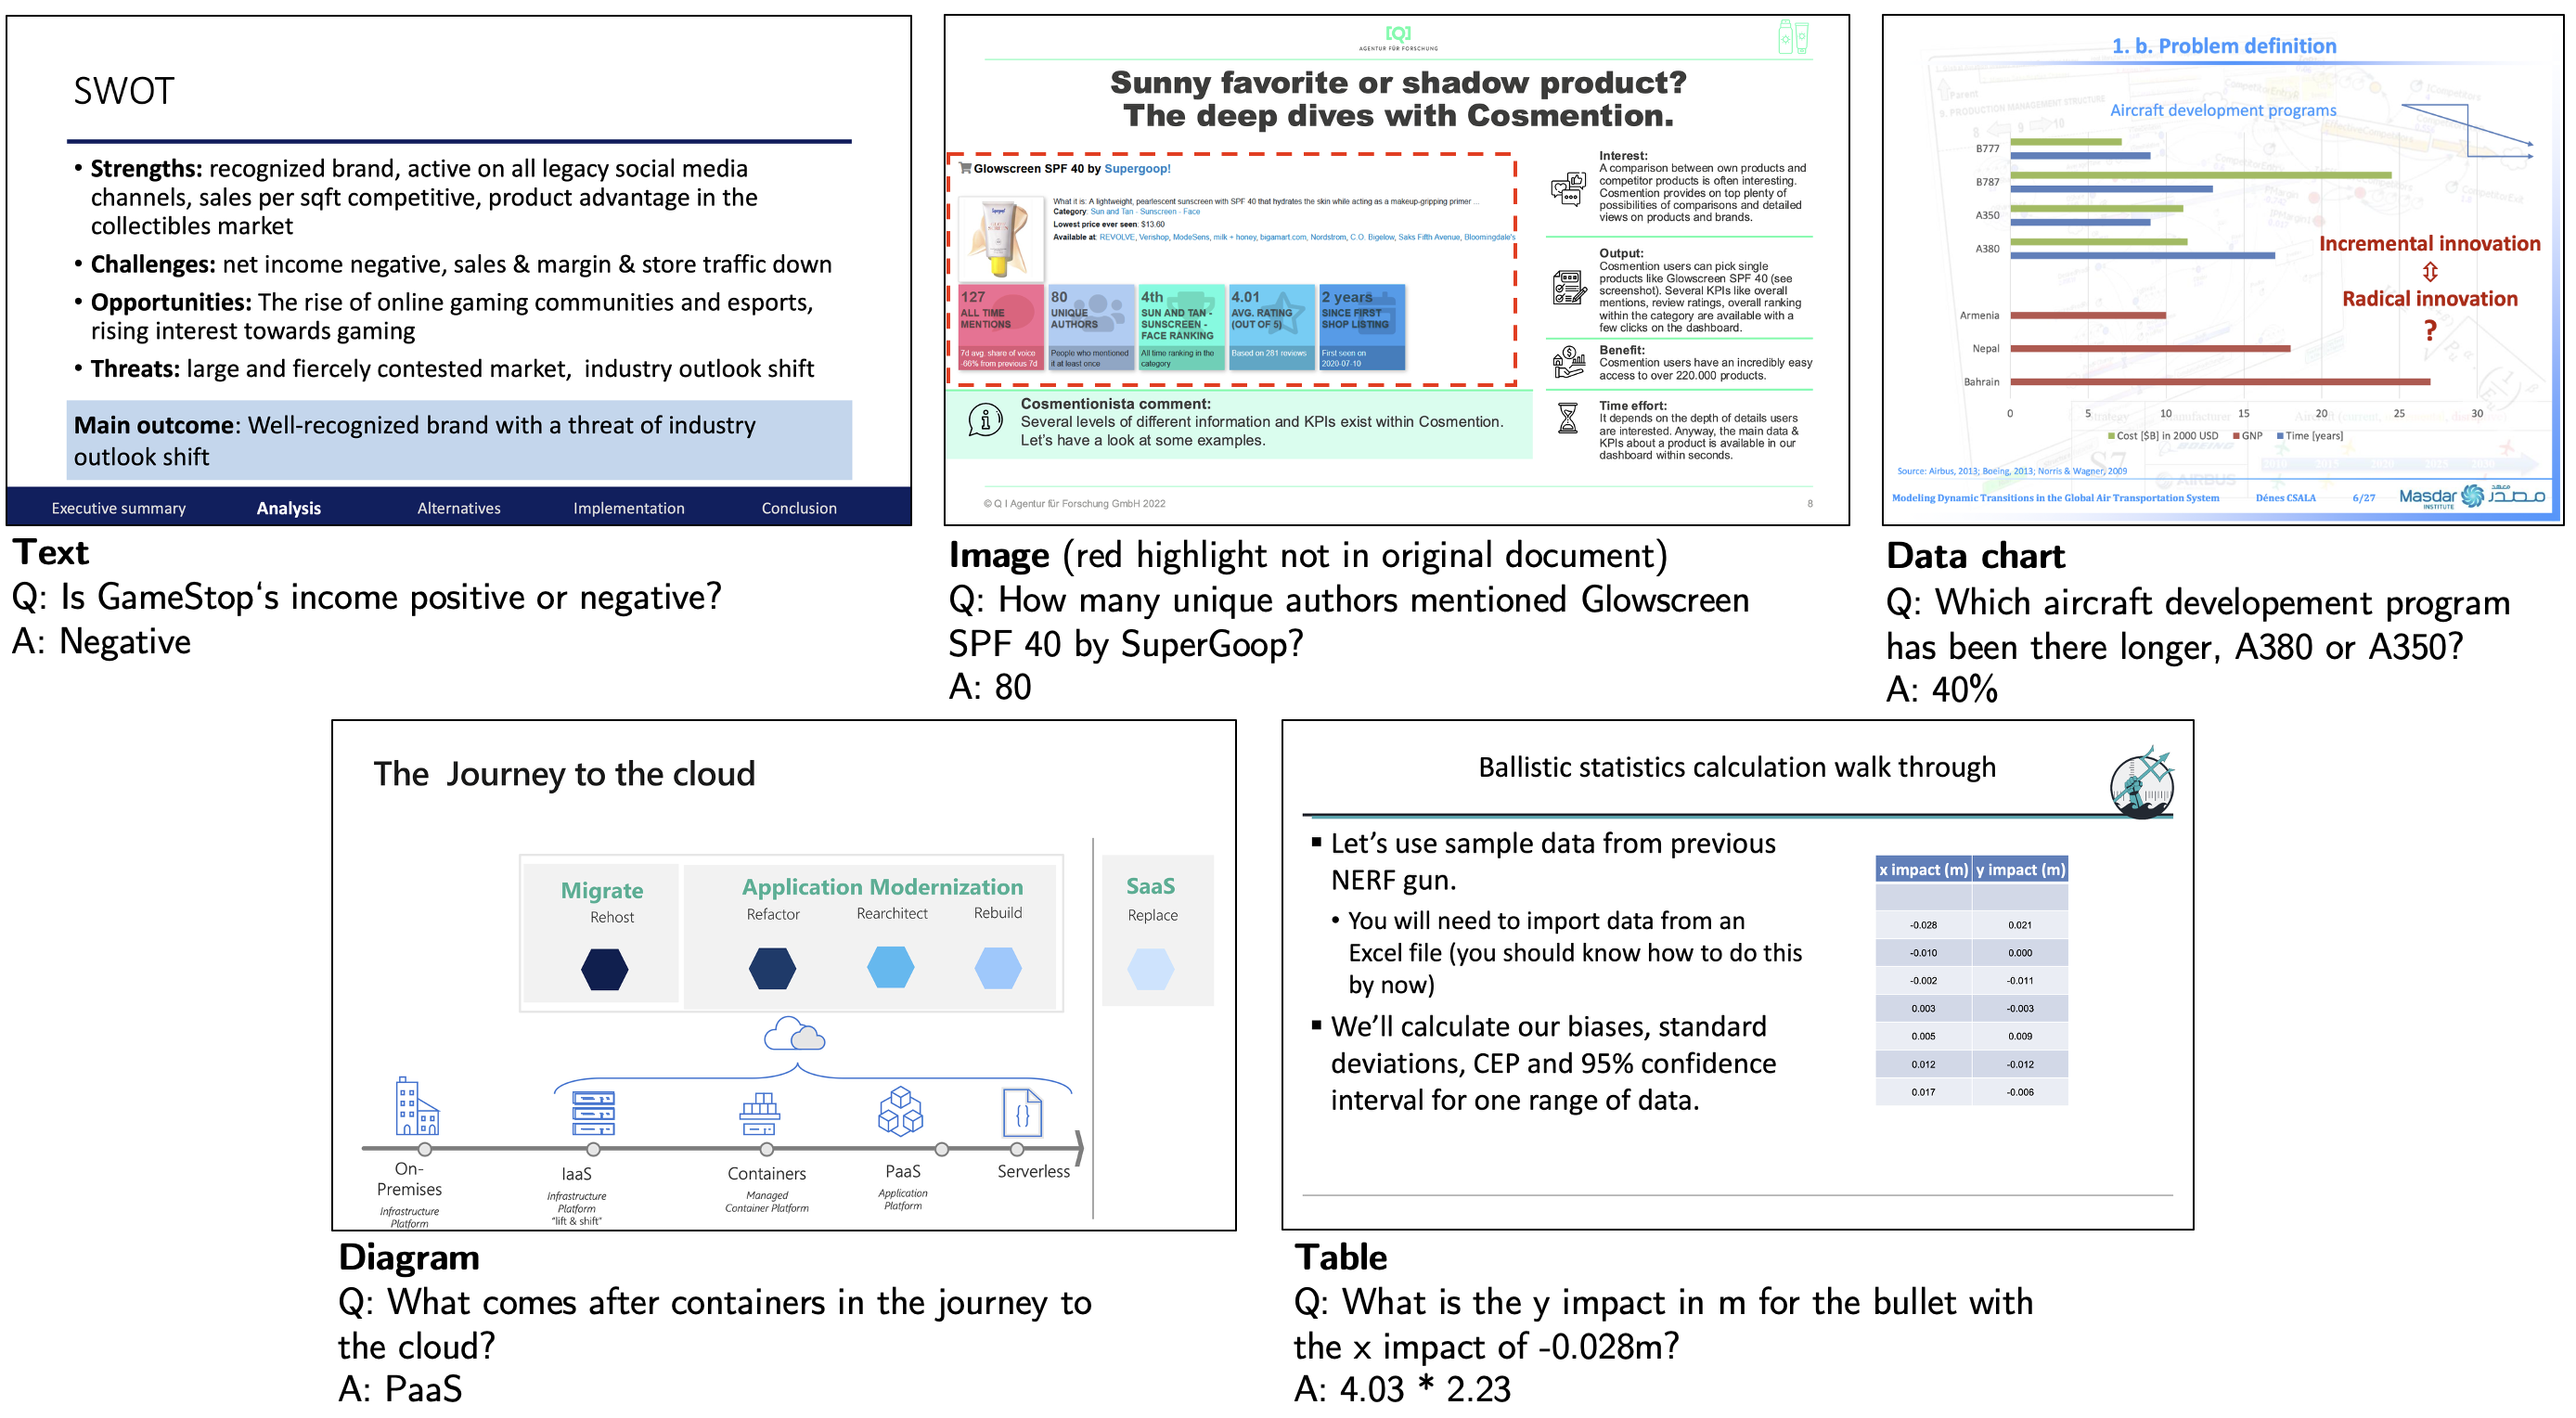 SWOT
• Strengths: recognized brand, active on all legacy social media
channels, sales per sqft competitive, product advantage in the
collectibles market
• Challenges: net income negative, sales & margin & store traffic down
• Opportunities: The rise of online gaming communities and esports,
rising interest towards gaming
• Threats: large and fiercely contested market, industry outlook shift
Main outcome: Well-recognized brand with a threat of industry
outlook shift
Executive summary Analysis Alternatives Implementation Conclusion
Text
Q: Is GameStop‘s income positive or negative?
A: Negative
[Q]
AGENTUR FÜR FORSCHUNG
Sunny favorite or shadow product?
The deep dives with Cosmention.
Glowscreen SPF 40 by Supergoop!
What it is: A lightweight, pearlescent sunscreen with SPF 40 that hydrates the skin while acting as a makeup-gripping primer ...
Category: Sun and Tan - Sunscreen - Face
Lowest price ever seen: $13.60
Available at: REVOLVE, Verishop, ModeSens, milk + honey, bigamart.com, Nordstrom, C.O. Bigelow, Saks Fifth Avenue, Bloomingdale's
127
ALL TIME
MENTIONS
7d avg. share of voice
-66% from previous 7d
80
UNIQUE
AUTHORS
People who mentioned
it at least once
4th
SUN AND TAN -
SUNSCREEN -
FACE RANKING
All time ranking in the
category
4.01
AVG. RATING
(OUT OF 5)
Based on 281 reviews
2 years
SINCE FIRST
SHOP LISTING
First seen on
2020-07-10
Cosmentionista comment:
Several levels of different information and KPIs exist within Cosmention.
Let's have a look at some examples.
Interest:
A comparison between own products and
competitor products is often interesting.
Cosmention provides on top plenty of
possibilities of comparisons and detailed
views on products and brands.
Output:
Cosmention users can pick single
products like Glowscreen SPF 40 (see
screenshot). Several KPIs like overall
mentions, review ratings, overall ranking
within the category are available with a
few clicks on the dashboard.
Benefit:
Cosmention users have an incredibly easy
access to over 220.000 products.
Time effort:
It depends on the depth of details users
are interested. Anyway, the main data &
KPIs about a product is available in our
dashboard within seconds.
© Q I Agentur für Forschung GmbH 2022
8
Image (red highlight not in original document)
Q: How many unique authors mentioned Glowscreen
SPF 40 by SuperGoop?
A: 80
1. b. Problem definition
Aircraft development programs
B777
B787
A350
A380
Armenia
Nepal
Bahrain
0 5 10 15 20 25 30
Cost [$B] in 2000 USD GNP Time [years]
Incremental innovation
⇕
Radical innovation
?
Source: Airbus, 2013; Boeing, 2013; Norris & Wagner, 2009
Modeling Dynamic Transitions in the Global Air Transportation System Dénes CSALA 6/27
Masdar مصدر
INSTITUTE
Data chart
Q: Which aircraft developement program
has been there longer, A380 or A350?
A: 40%
The Journey to the cloud
Migrate
Rehost
Application Modernization
Refactor Rearchitect Rebuild
SaaS
Replace
{ }
On-
Premises
Infrastructure
Platform
IaaS
Infrastructure
Platform
"lift & shift"
Containers
Managed
Container Platform
PaaS
Application
Platform
Serverless
Diagram
Q: What comes after containers in the journey to
the cloud?
A: PaaS
Ballistic statistics calculation walk through
▪ Let’s use sample data from previous
NERF gun.
• You will need to import data from an
Excel file (you should know how to do this
by now)
▪ We’ll calculate our biases, standard
deviations, CEP and 95% confidence
interval for one range of data.
x impact (m) y impact (m)
-0.028 0.021
-0.010 0.000
-0.002 -0.011
0.003 -0.003
0.005 0.009
0.012 -0.012
0.017 -0.006
Table
Q: What is the y impact in m for the bullet with
the x impact of -0.028m?
A: 4.03 * 2.23